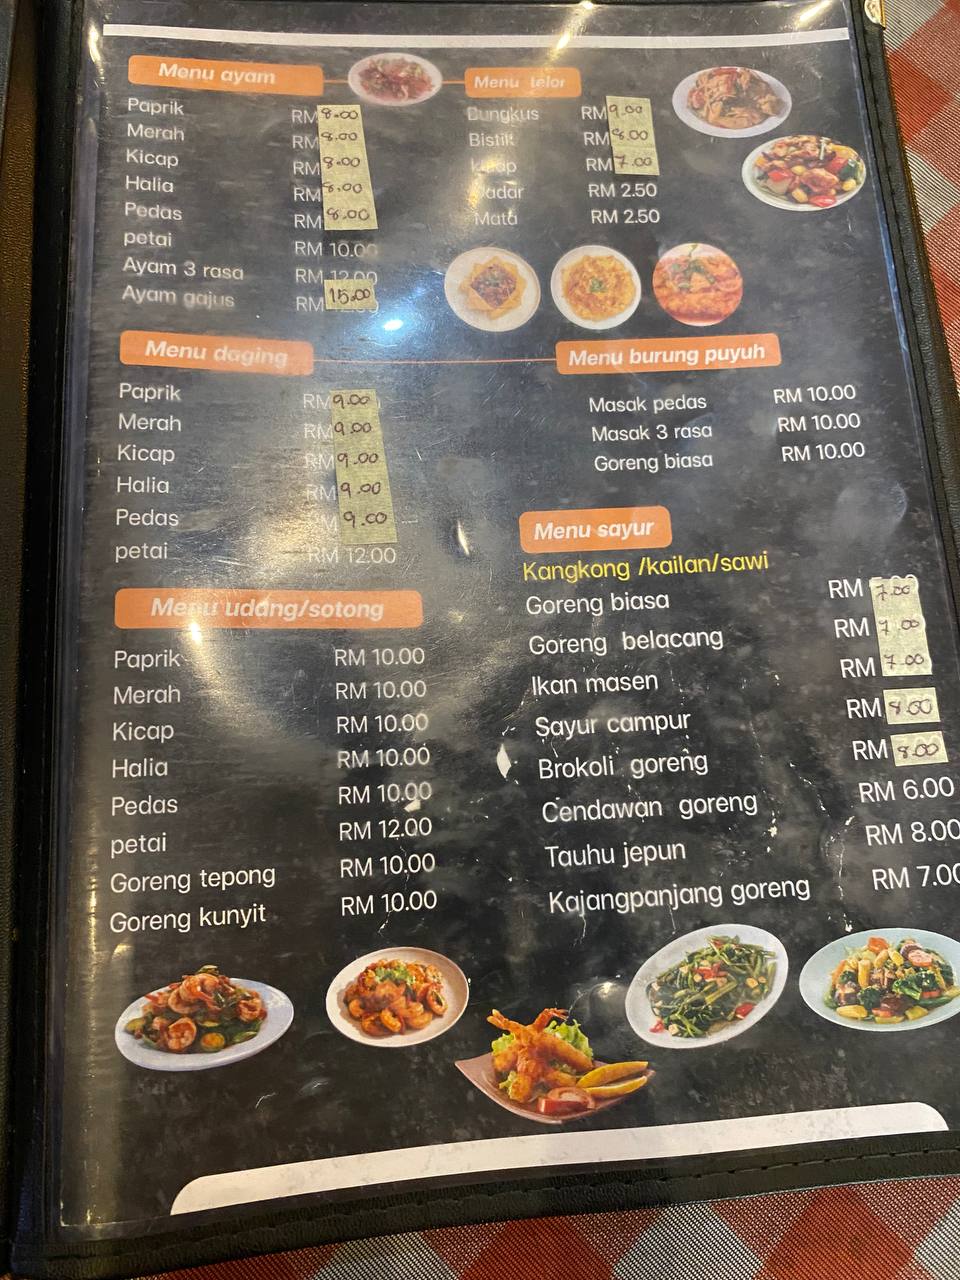 Menu ayam
Paprik RM 8.00
Merah RM 8.00
Kicap RM 8.00
Halia RM 8.00
Pedas RM 8.00
petai RM 10.00
Ayam 3 rasa RM 12.00
Ayam gajus RM 15.00
Menu telor
Bungkus RM 9.00
Bistik RM 8.00
Kicap RM 7.00
Dadar RM 2.50
Mata RM 2.50
Menu daging
Paprik RM 9.00
Merah RM 9.00
Kicap RM 9.00
Halia RM 9.00
Pedas RM 9.00
petai RM 12.00
Menu burung puyuh
Masak pedas RM 10.00
Masak 3 rasa RM 10.00
Goreng biasa RM 10.00
Menu udang/sotong
Paprik RM 10.00
Merah RM 10.00
Kicap RM 10.00
Halia RM 10.00
Pedas RM 10.00
petai RM 12.00
Goreng tepong RM 10.00
Goreng kunyit RM 10.00
Menu sayur
Kangkong /kailan/sawi
Goreng biasa RM 7.00
Goreng belacang RM 7.00
Ikan masen RM 7.00
Sayur campur RM 8.00
Brokoli goreng RM 8.00
Cendawan goreng RM 6.00
Tauhu jepun RM 8.00
Kajangpanjang goreng RM 7.00